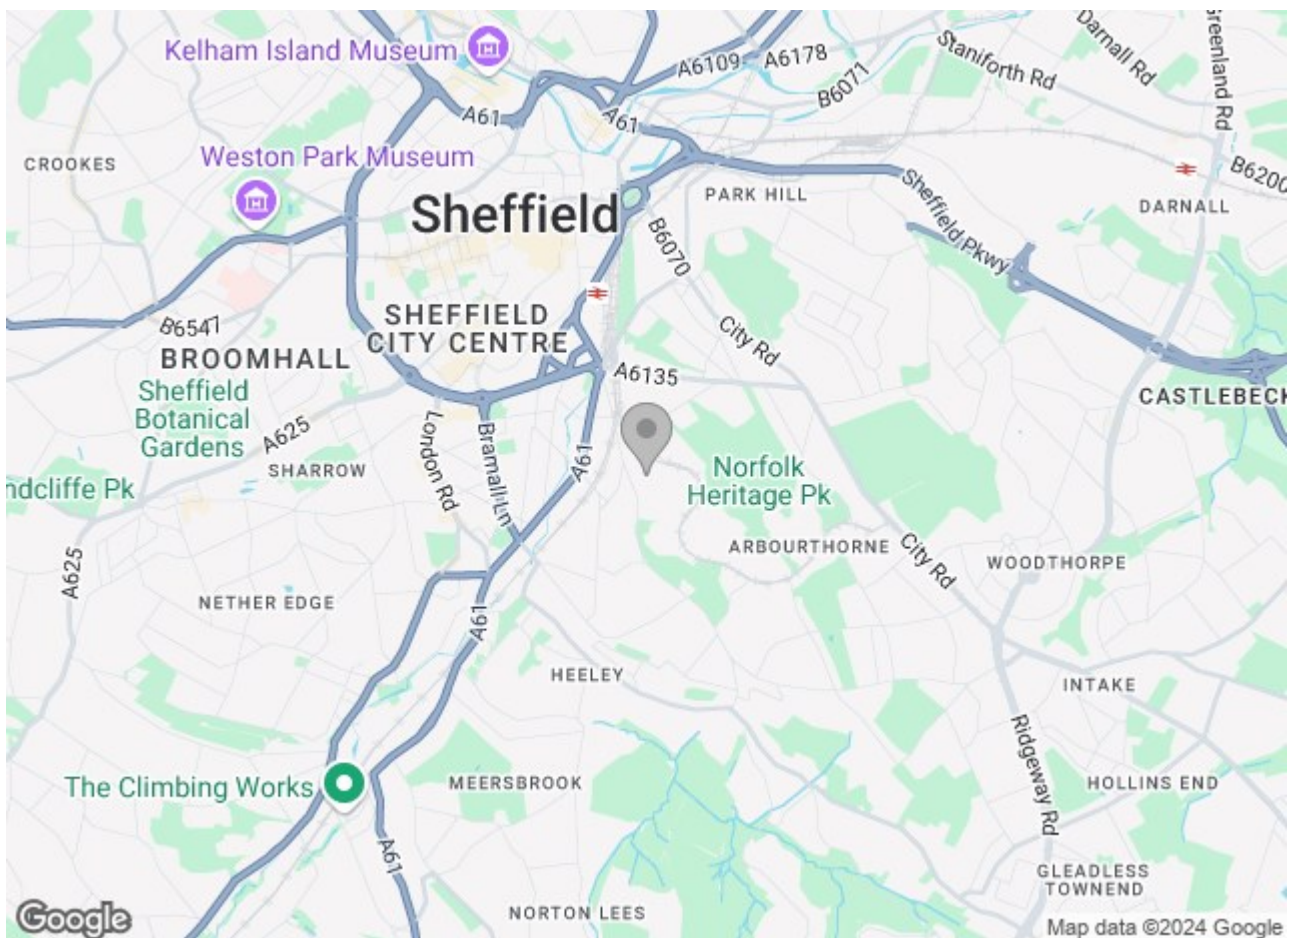 Kelham Island Museum
A6109
A6178
Staniforth Rd
Darnall Rd
Greenland Rd
B6071
A61
A61
CROOKES
Weston Park Museum
Sheffield
PARK HILL
B6070
Sheffield Pkwy
DARNALL
B6200
B6547
SHEFFIELD
CITY CENTRE
BROOMHALL
City Rd
A6135
Sheffield
Botanical
Gardens
A625
London Rd
Bramall Ln
A61
CASTLEBECK
SHARROW
ndcliffe Pk
Norfolk
Heritage Pk
A625
ARBOURTHORNE
City Rd
WOODTHORPE
NETHER EDGE
A61
HEELEY
INTAKE
Ridgeway Rd
The Climbing Works
MEERSBROOK
HOLLINS END
A61
GLEADLESS
TOWNEND
NORTON LEES
Google
Map data ©2024 Google